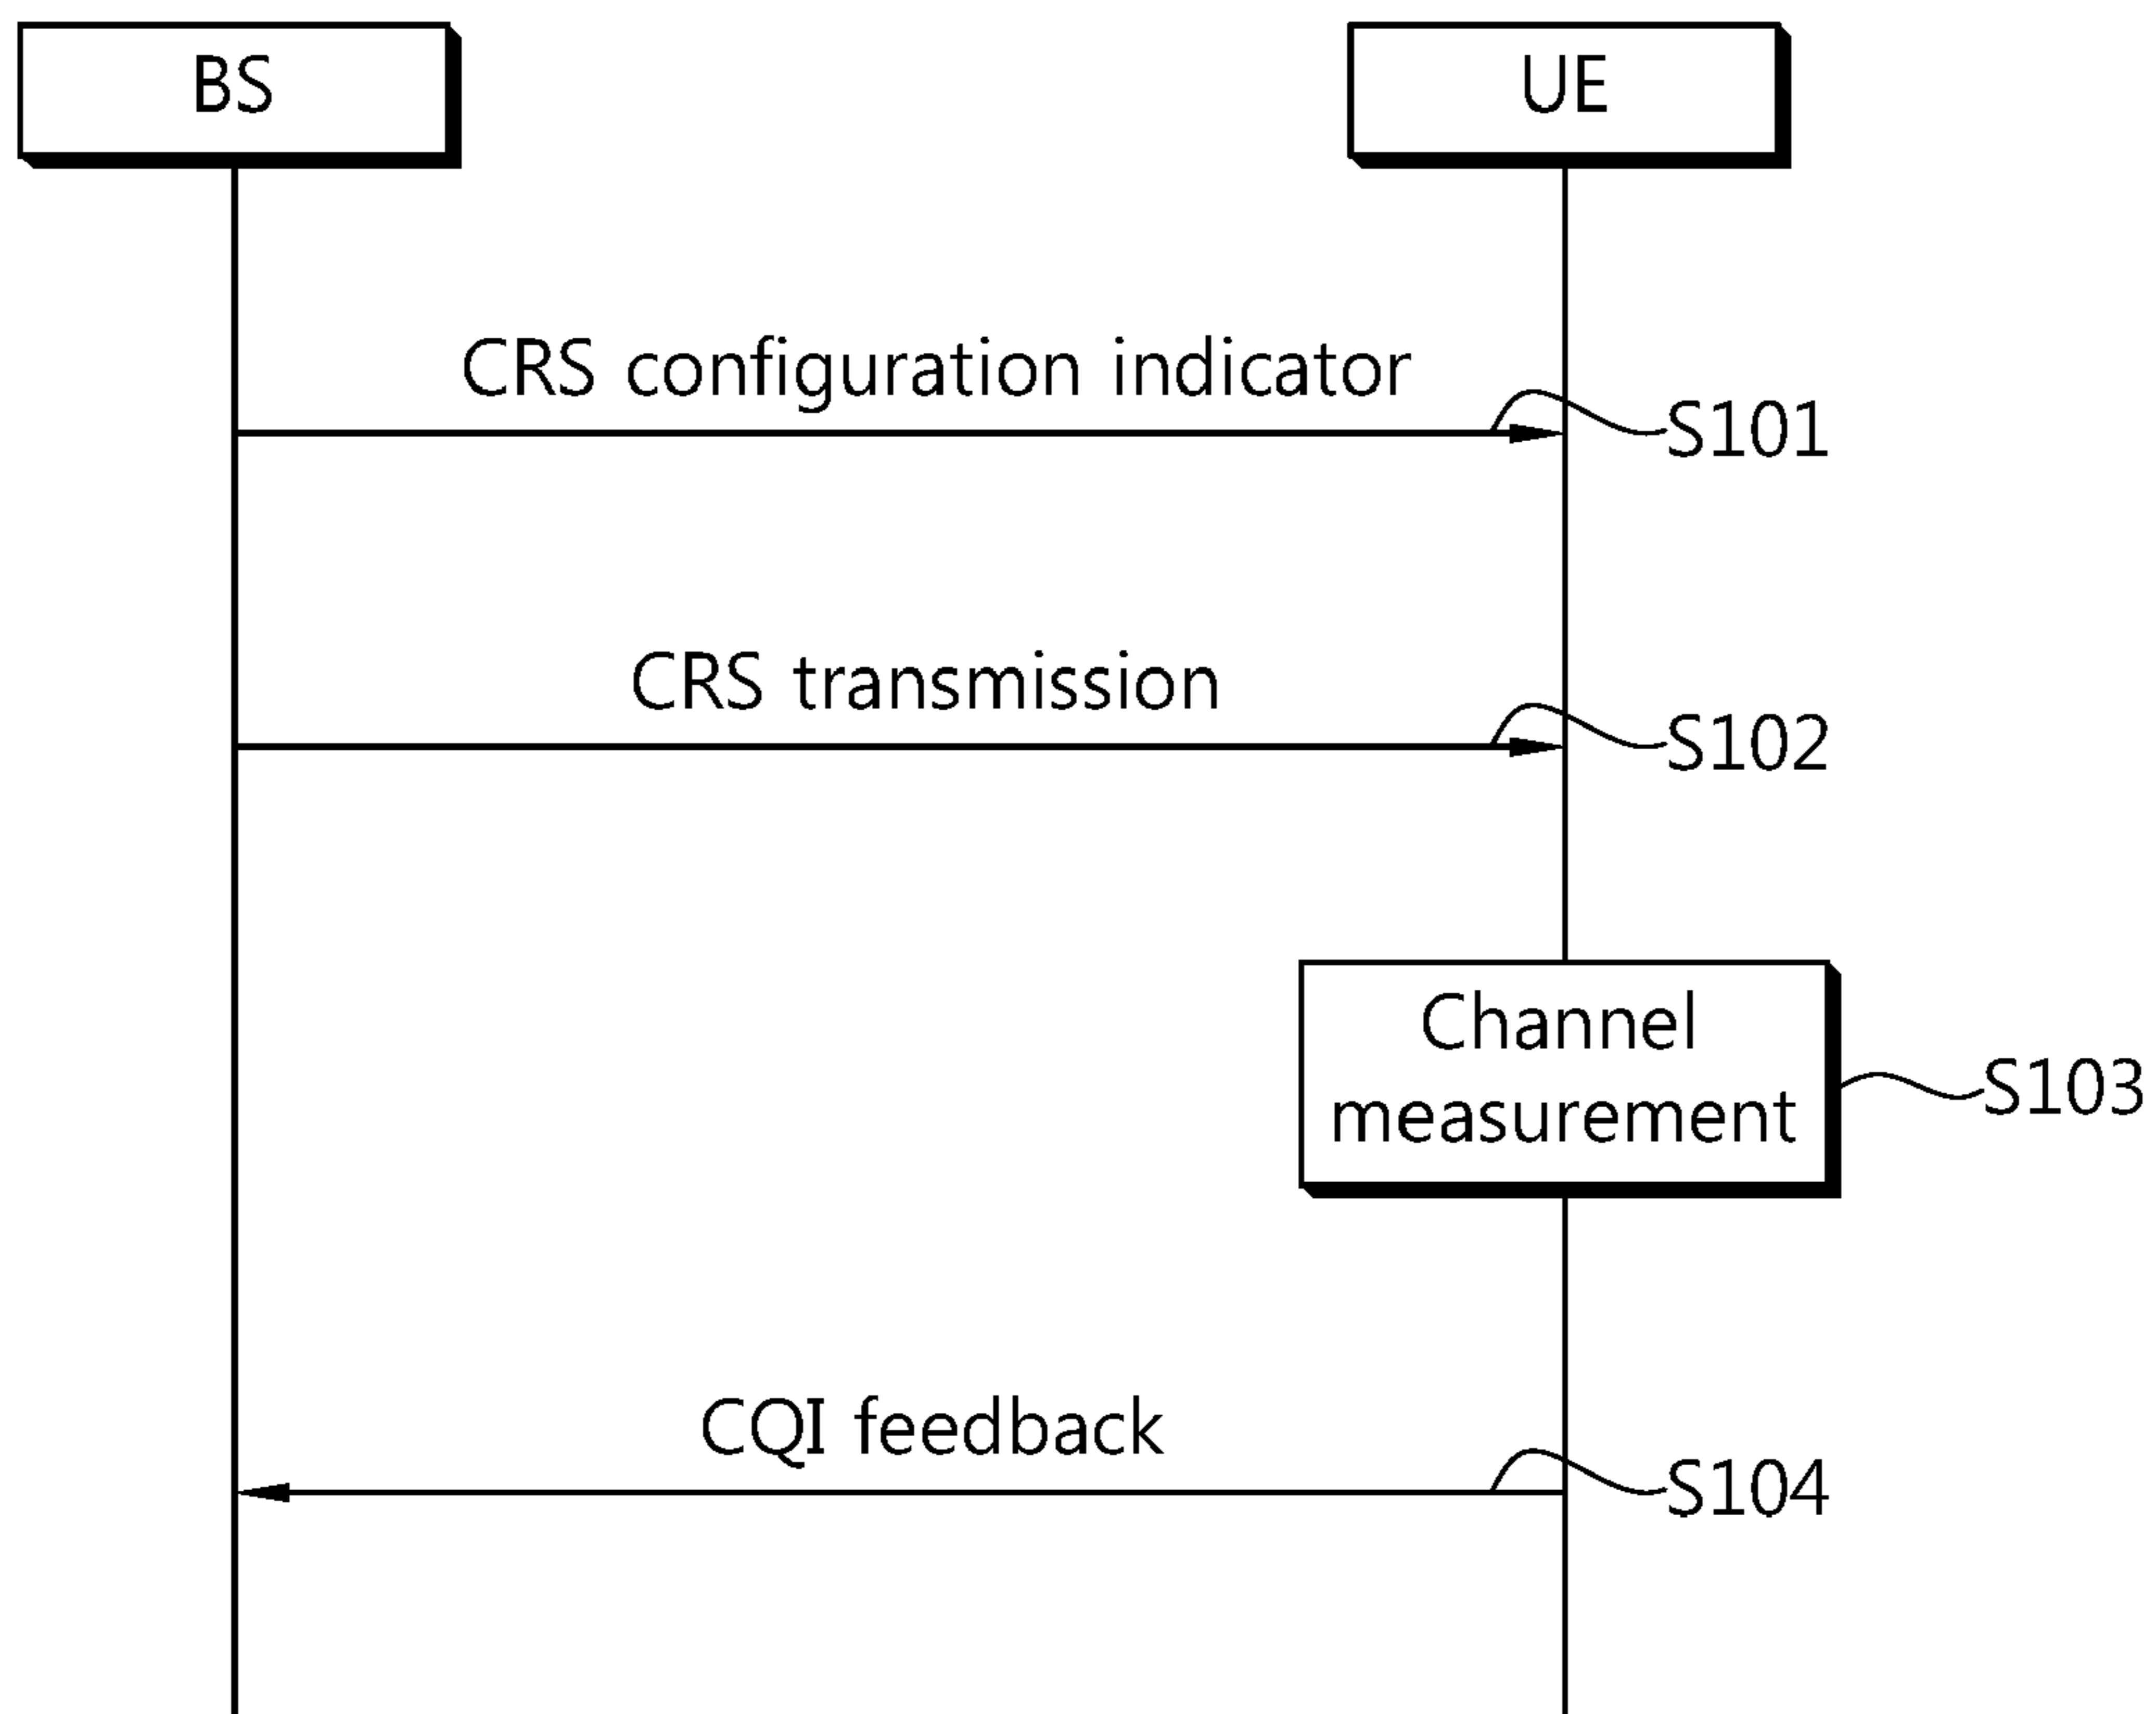 BS
UE
CRS configuration indicator
S101
CRS transmission
S102
Channel
measurement
S103
CQI feedback
S104